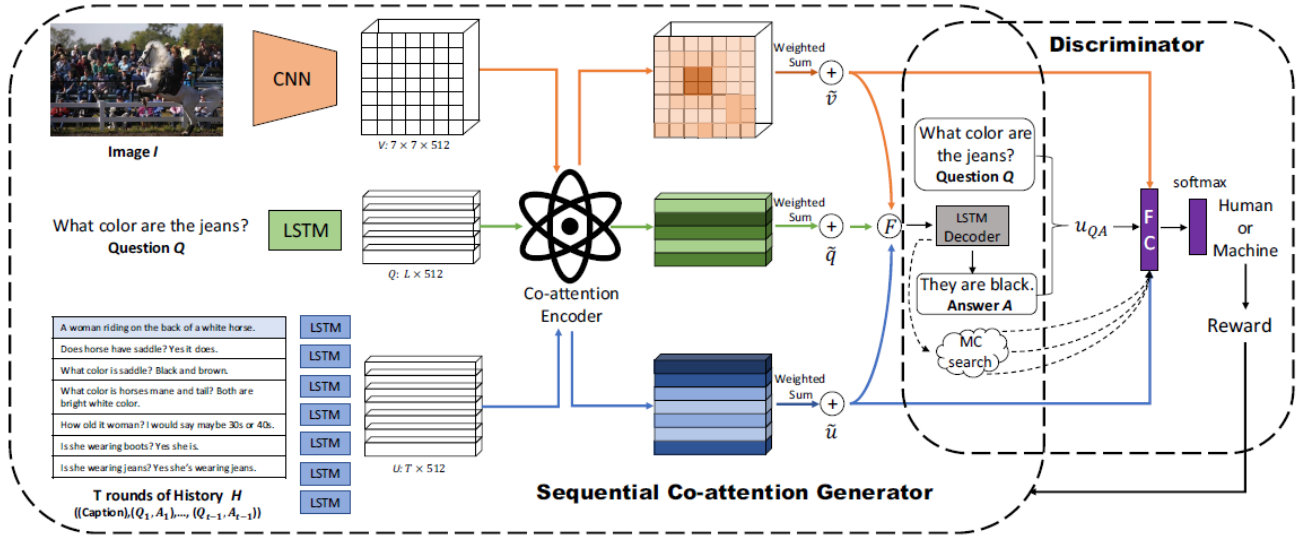 CNN
Image I
V: 7 × 7 × 512
Weighted
Sum
+
ṽ
Discriminator
What color are the jeans?
Question Q
LSTM
Q: L × 512
Co-attention
Encoder
Weighted
Sum
+
q̃
F
LSTM
Decoder
What color are
the jeans?
Question Q
They are black.
Answer A
MC
search
u_QA
F
C
softmax
Human
or
Machine
Reward
A woman riding on the back of a white horse.
Does horse have saddle? Yes it does.
What color is saddle? Black and brown.
What color is horses mane and tail? Both are
bright white color.
How old it woman? I would say maybe 30s or 40s.
Is she wearing boots? Yes she is.
Is she wearing jeans? Yes she's wearing jeans.
T rounds of History H
((Caption),(Q₁, A₁),..., (Qₜ₋₁, Aₜ₋₁))
LSTM
LSTM
LSTM
LSTM
LSTM
LSTM
LSTM
U: T × 512
Weighted
Sum
+
ũ
Sequential Co-attention Generator